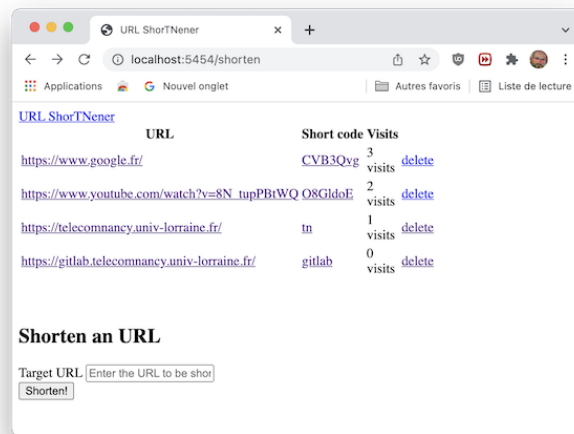 URL ShorTNener
localhost:5454/shorten
Applications Nouvel onglet Autres favoris Liste de lecture
URL ShorTNener
URL Short code Visits
https://www.google.fr/ CVB3Qvg 3 visits delete
https://www.youtube.com/watch?v=8N_tupPBtWQ O8GldoE 2 visits delete
https://telecomnancy.univ-lorraine.fr/ tn 1 visits delete
https://gitlab.telecomnancy.univ-lorraine.fr/ gitlab 0 visits delete
Shorten an URL
Target URL Enter the URL to be shor
Shorten!